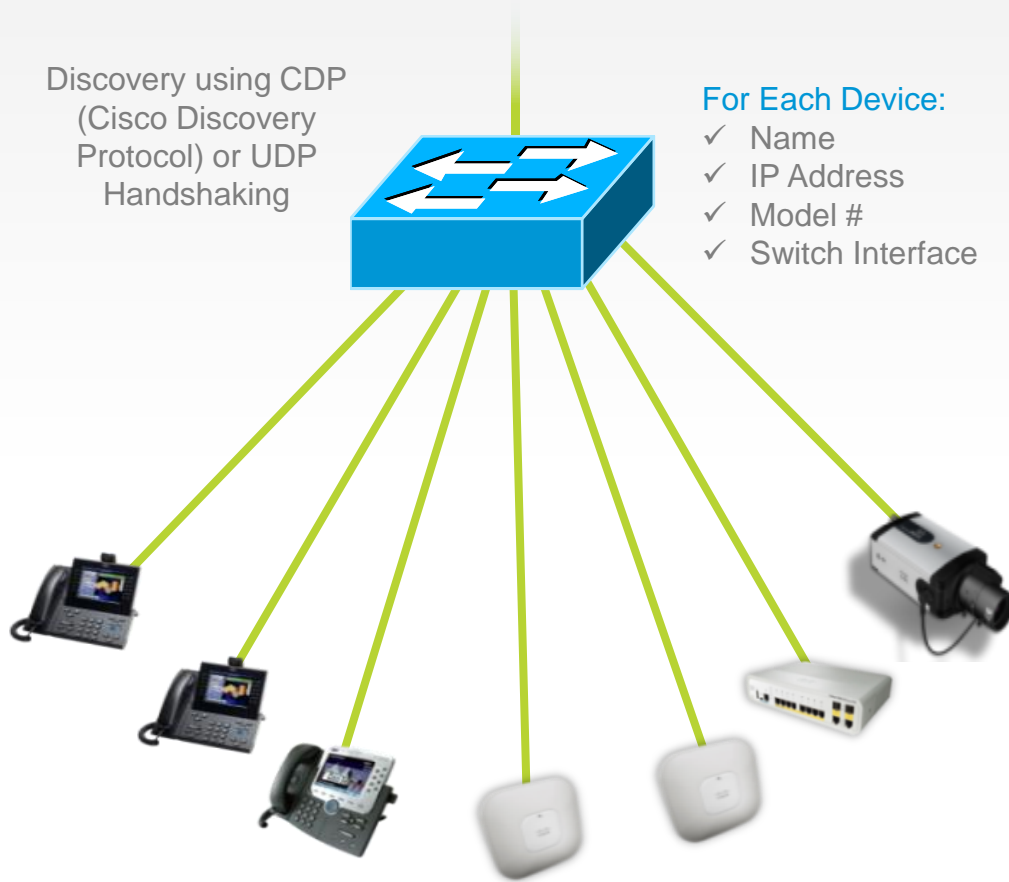 Discovery using CDP
(Cisco Discovery
Protocol) or UDP
Handshaking
For Each Device:
✓ Name
✓ IP Address
✓ Model #
✓ Switch Interface